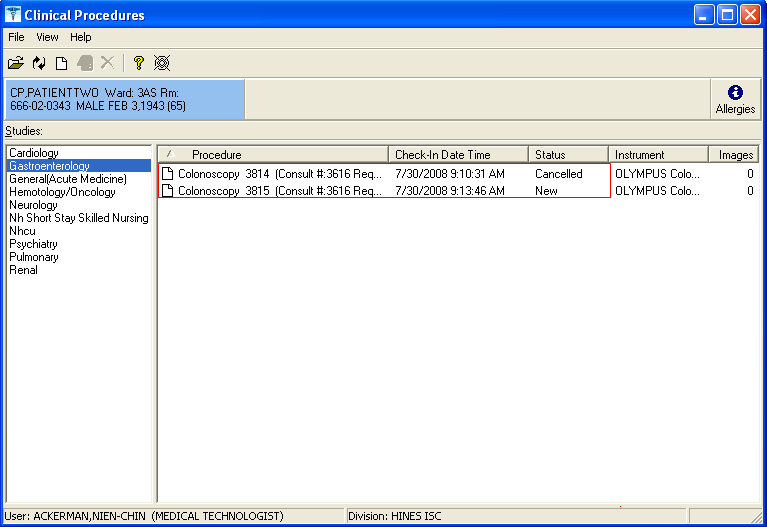 Clinical Procedures
File View Help
CP,PATIENTTWO Ward: 3AS Rm:
666-02-0343 MALE FEB 3,1943 (65)
Allergies
Studies:
Cardiology
Gastroenterology
General(Acute Medicine)
Hemotology/Oncology
Neurology
Nh Short Stay Skilled Nursing
Nhcu
Psychiatry
Pulmonary
Renal
Procedure Check-In Date Time Status Instrument Images
Colonoscopy 3814 (Consult #:3616 Req... 7/30/2008 9:10:31 AM Cancelled OLYMPUS Colo... 0
Colonoscopy 3815 (Consult #:3616 Req... 7/30/2008 9:13:46 AM New OLYMPUS Colo... 0
User: ACKERMAN,NIEN-CHIN (MEDICAL TECHNOLOGIST) Division: HINES ISC